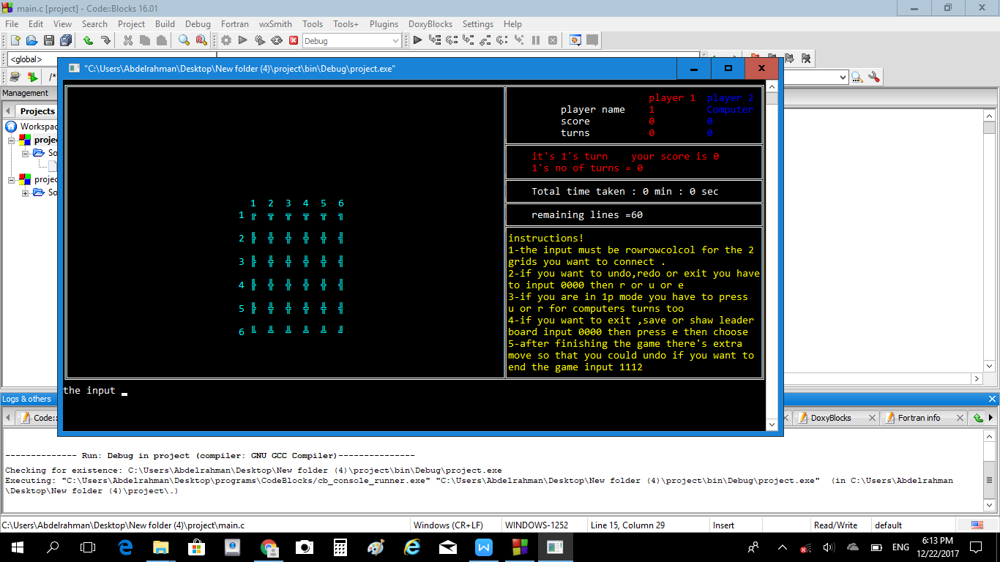 main.c [project] - Code::Blocks 16.01
File Edit View Search Project Build Debug Fortran wxSmith Tools Tools+ Plugins DoxyBlocks Settings Help
Debug
<global>
"C:\Users\Abdelrahman\Desktop\New folder (4)\project\bin\Debug\project.exe"
/*
Management
Projects
Workspac
proje
So
proje
So
player 1 player 2
player name 1 Computer
score 0 0
turns 0 0
it's 1's turn your score is 0
1's no of turns = 0
Total time taken : 0 min : 0 sec
remaining lines =60
1 2 3 4 5 6
1
2
3
4
5
6
instructions!
1-the input must be rowrowcolcol for the 2
grids you want to connect .
2-if you want to undo,redo or exit you have
to input 0000 then r or u or e
3-if you are in 1p mode you have to press
u or r for computers turns too
4-if you want to exit ,save or shaw leader
board input 0000 then press e then choose
5-after finishing the game there's extra
move so that you could undo if you want to
end the game input 1112
the input
Logs & others
Code::
DoxyBlocks
Fortran info
-------------- Run: Debug in project (compiler: GNU GCC Compiler)---------------
Checking for existence: C:\Users\Abdelrahman\Desktop\New folder (4)\project\bin\Debug\project.exe
Executing: "C:\Users\Abdelrahman\Desktop\programs\CodeBlocks/cb_console_runner.exe" "C:\Users\Abdelrahman\Desktop\New folder (4)\project\bin\Debug\project.exe" (in C:\Users\Abdelrahman
\Desktop\New folder (4)\project\.)
C:\Users\Abdelrahman\Desktop\New folder (4)\project\main.c Windows (CR+LF) WINDOWS-1252 Line 15, Column 29 Insert Read/Write default
ENG
6:13 PM
12/22/2017